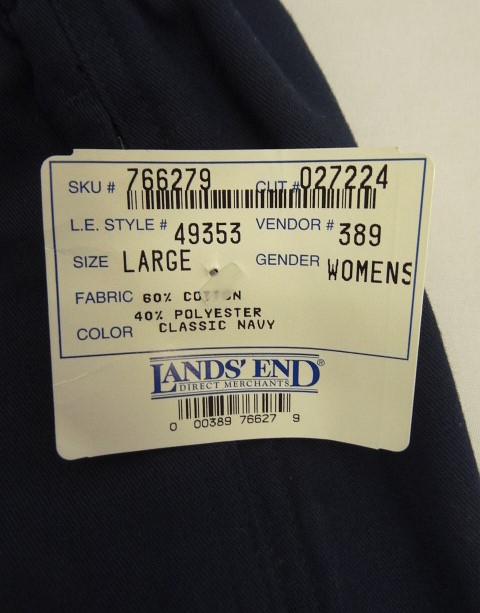 SKU # 766279 CUT # 027224
L.E. STYLE # 49353 VENDOR # 389
SIZE LARGE GENDER WOMENS
FABRIC 60% COTTON
40% POLYESTER
COLOR CLASSIC NAVY
LANDS' END®
DIRECT MERCHANTS
0 00389 76627 9